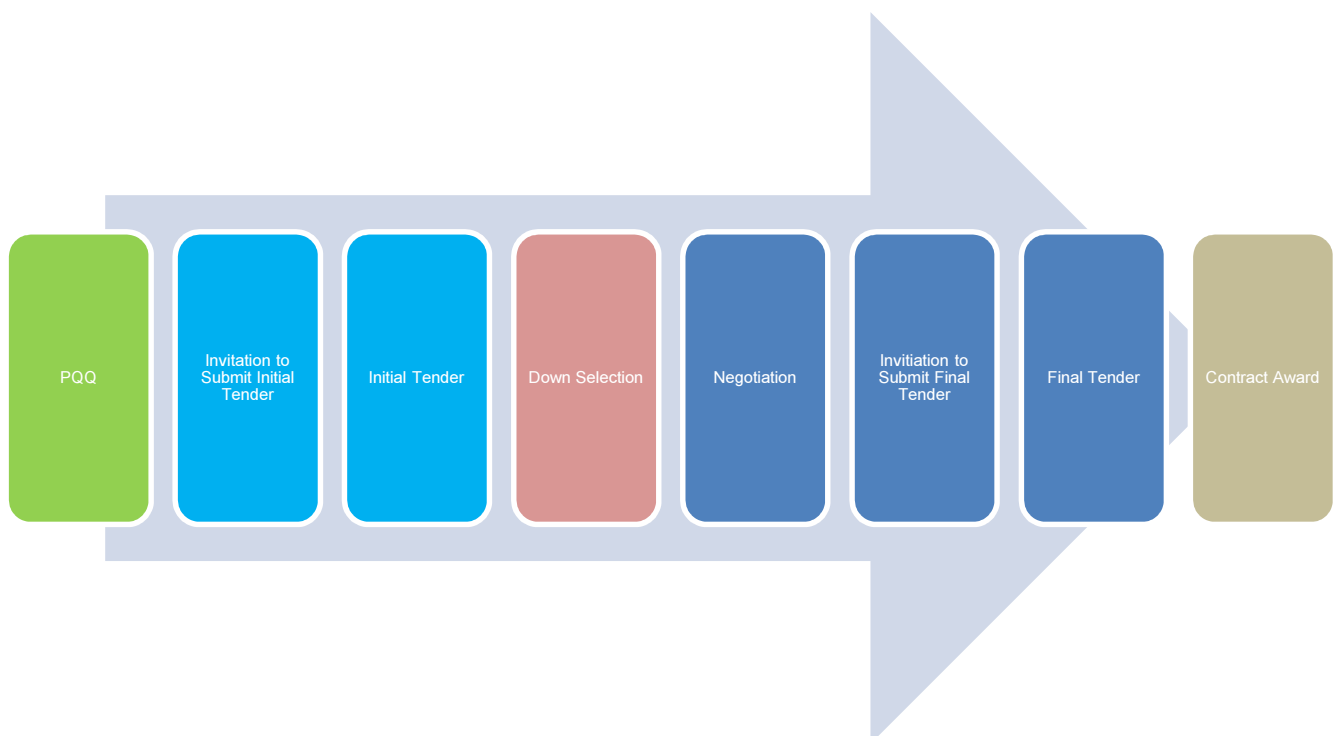 PQQ
Invitation to
Submit Initial
Tender
Initial Tender
Down Selection
Negotiation
Invitiation to
Submit Final
Tender
Final Tender
Contract Award